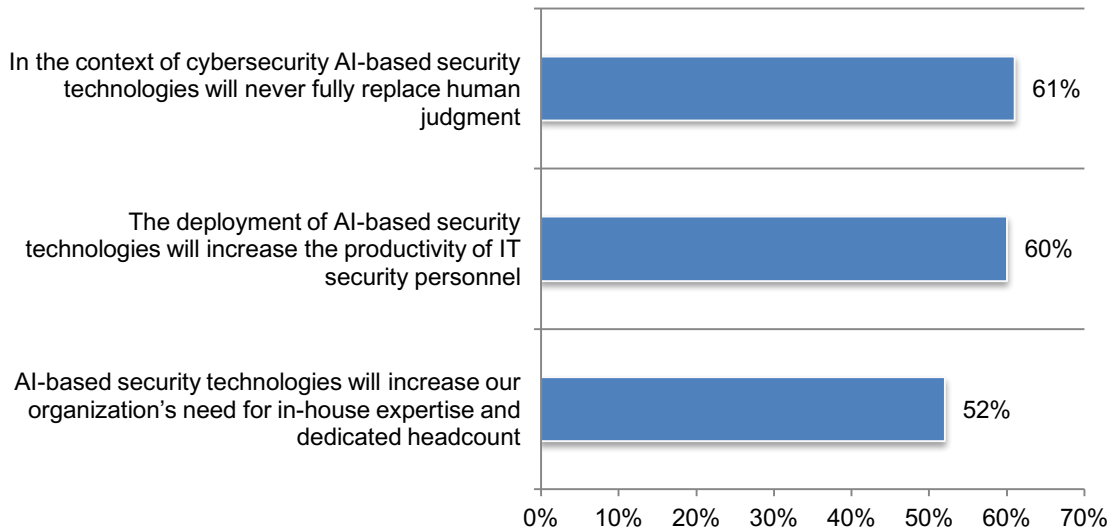 In the context of cybersecurity AI-based security
technologies will never fully replace human
judgment
61%
The deployment of AI-based security
technologies will increase the productivity of IT
security personnel
60%
AI-based security technologies will increase our
organization’s need for in-house expertise and
dedicated headcount
52%
0% 10% 20% 30% 40% 50% 60% 70%